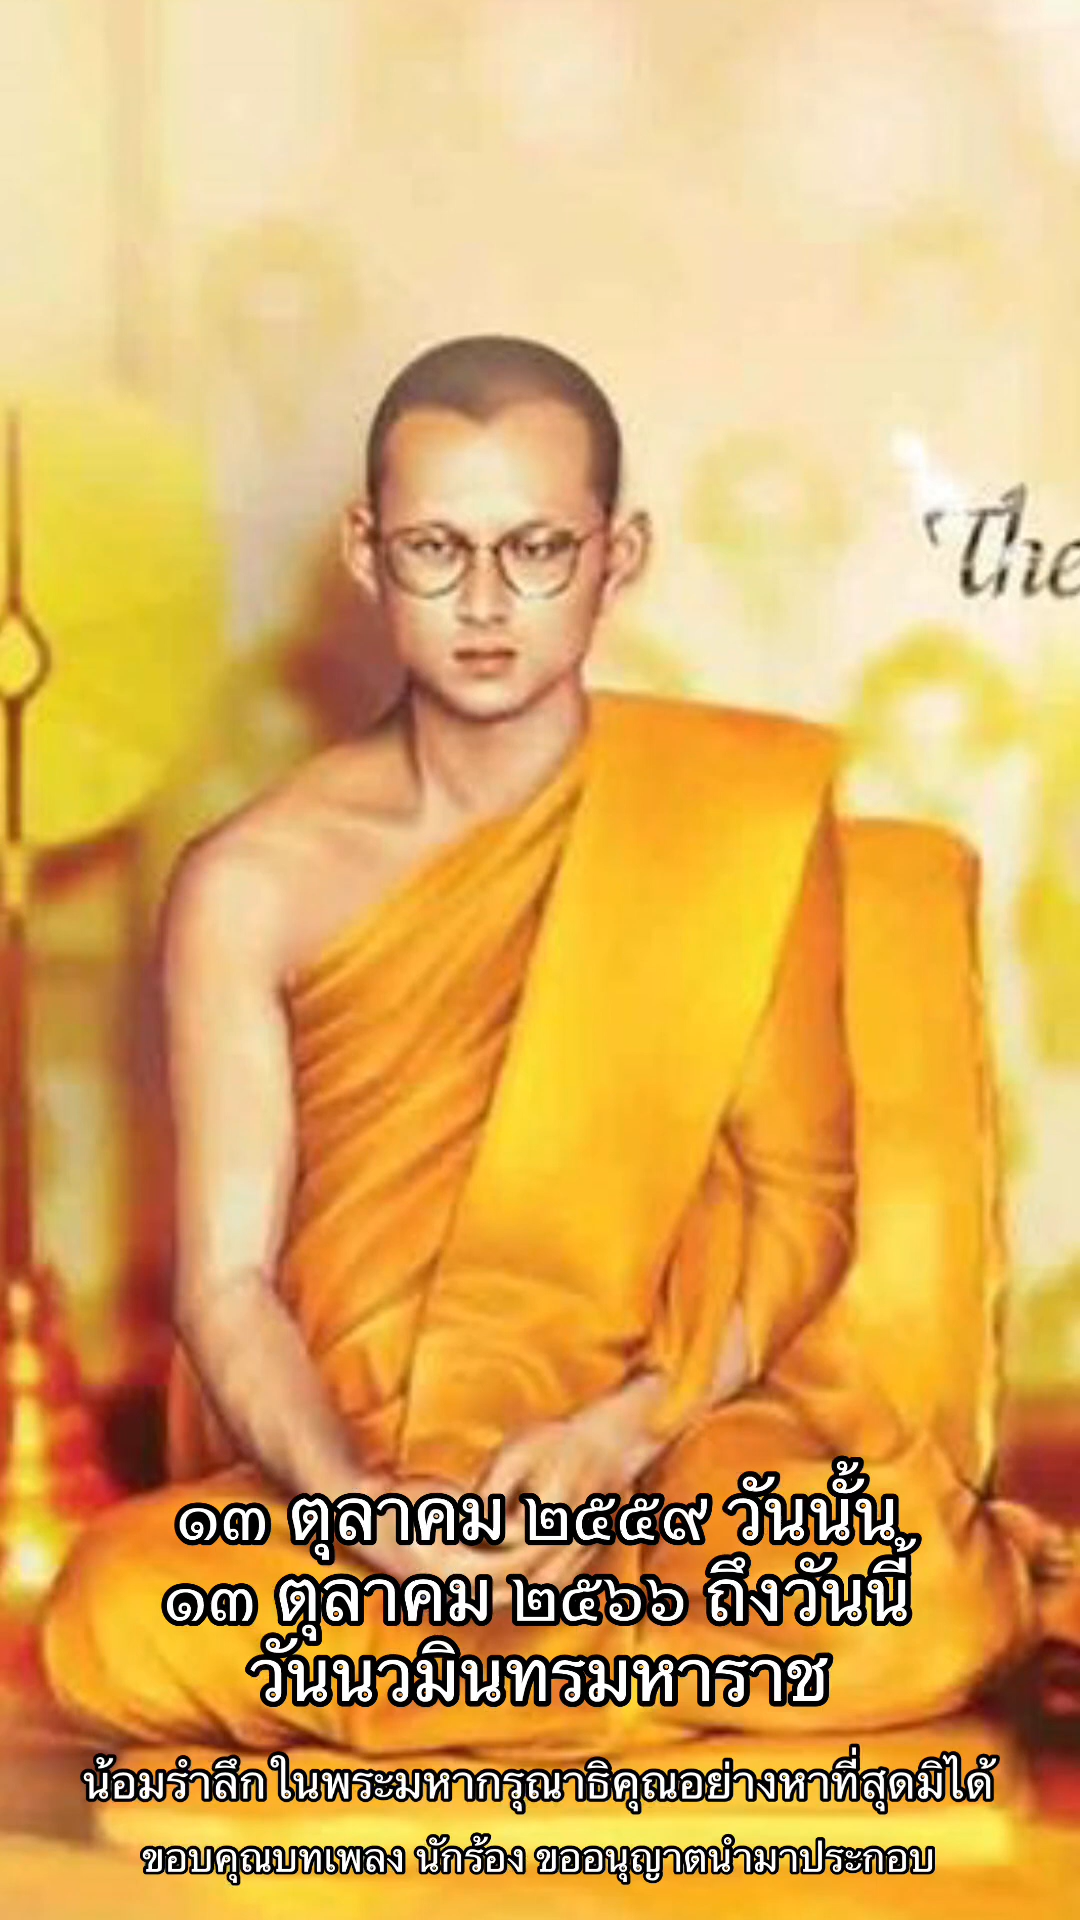 The
๑๓ ตุลาคม ๒๕๕๙ วันนั้น
๑๓ ตุลาคม ๒๕๖๖ ถึงวันนี้
วันนวมินทรมหาราช
น้อมรำลึกในพระมหากรุณาธิคุณอย่างหาที่สุดมิได้
ขอบคุณบทเพลง นักร้อง ขออนุญาตนำมาประกอบ